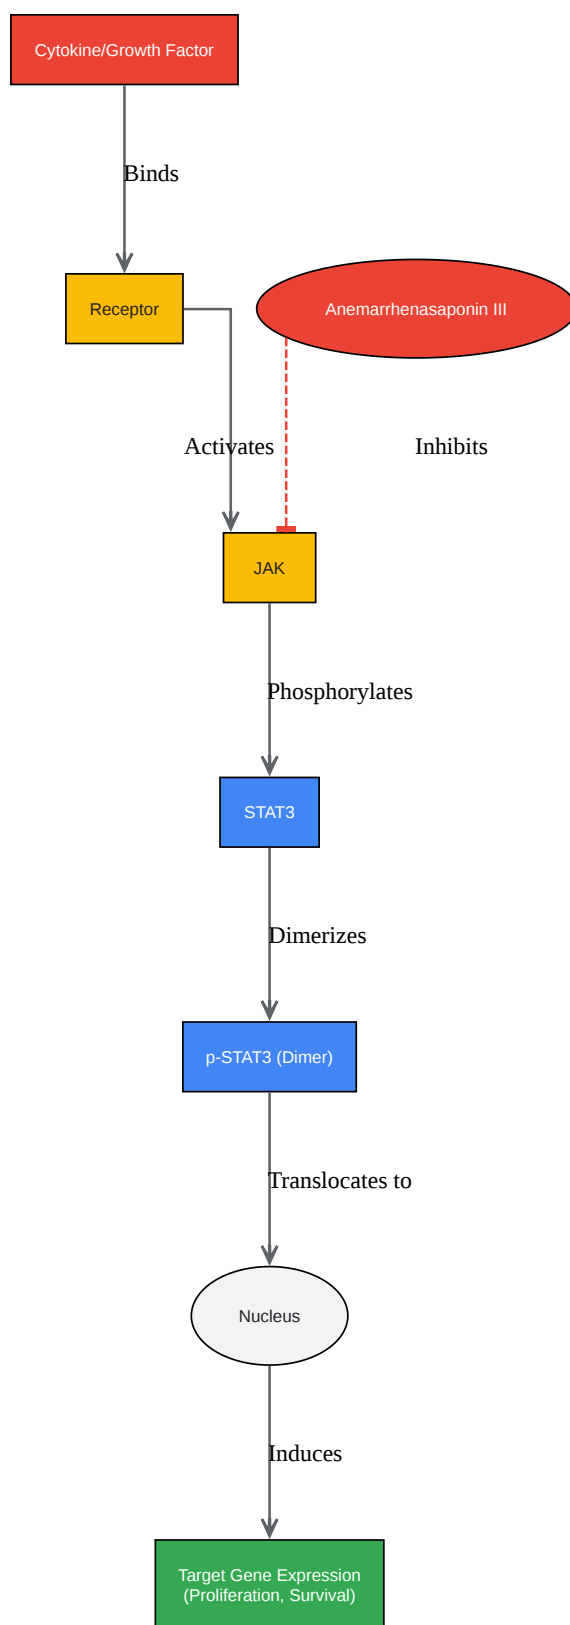 Cytokine/Growth Factor
Binds
Receptor
Anemarrhenasaponin III
Activates
Inhibits
JAK
Phosphorylates
STAT3
Dimerizes
p-STAT3 (Dimer)
Translocates to
Nucleus
Induces
Target Gene Expression
(Proliferation, Survival)